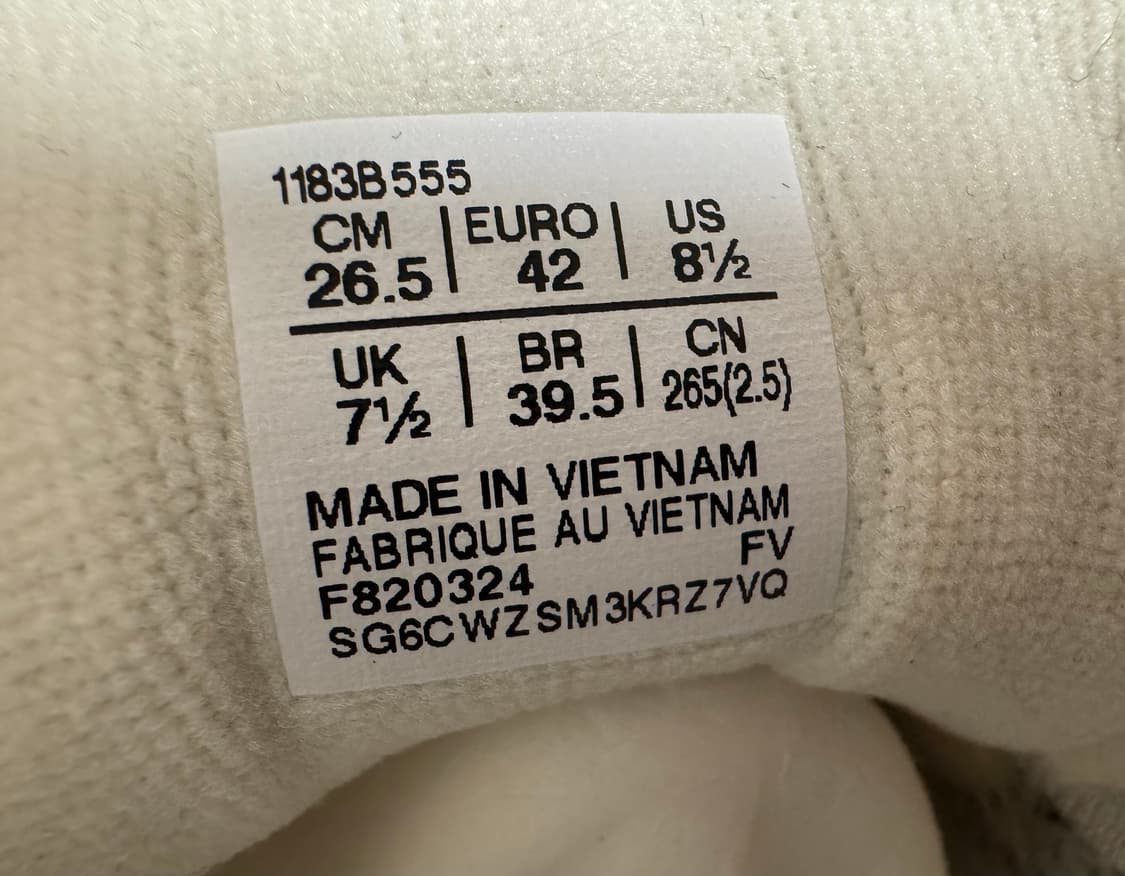 1183B555
CM | EURO | US
26.5 | 42 | 8½
UK | BR | CN
7½ | 39.5 | 265(2.5)
MADE IN VIETNAM
FABRIQUE AU VIETNAM
FV
F820324
SG6CWZSM3KRZ7VQ